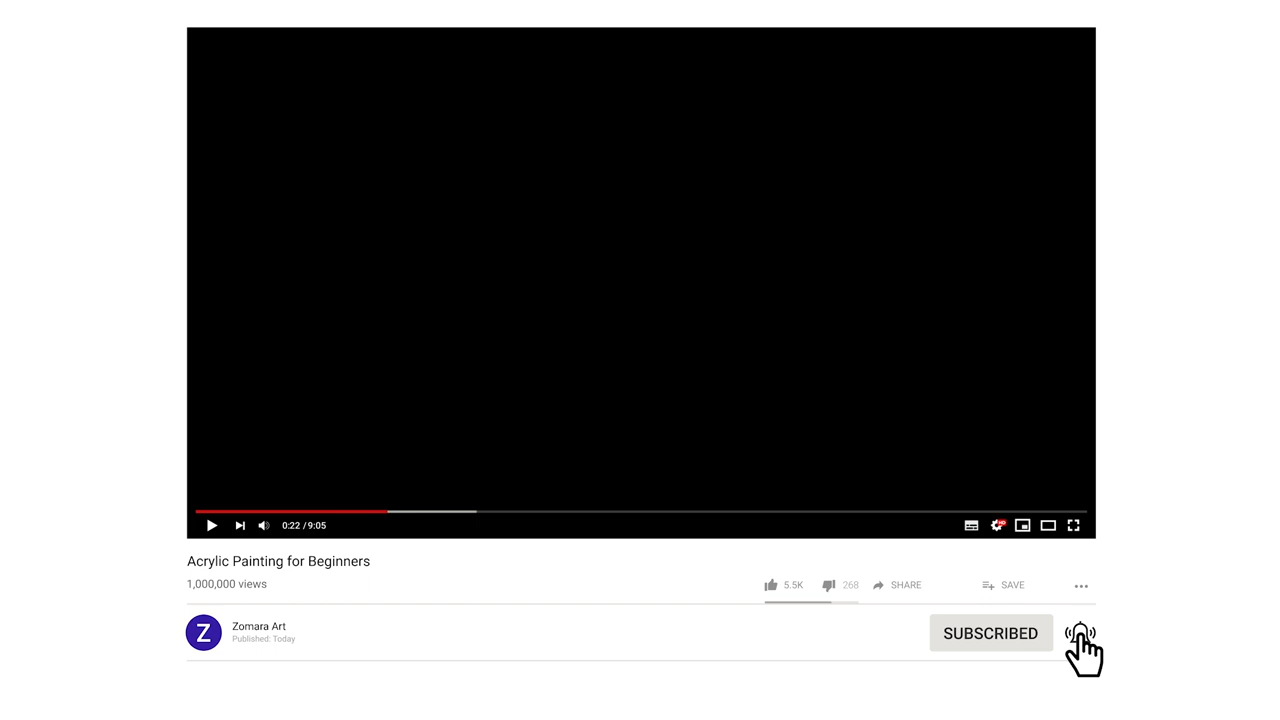 0:22 / 9:05
HD
Acrylic Painting for Beginners
1,000,000 views
5.5K
268
SHARE
SAVE
Z
Zomara Art
Published: Today
SUBSCRIBED